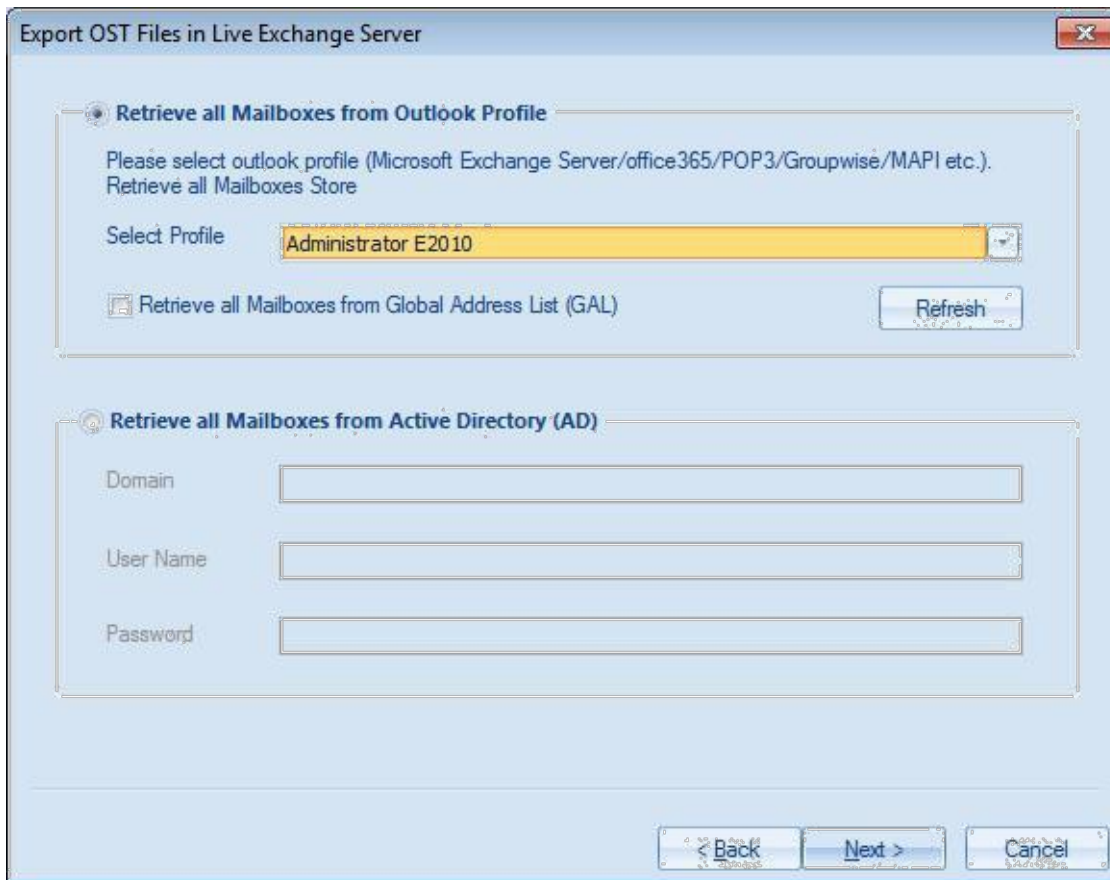 Export OST Files in Live Exchange Server
Retrieve all Mailboxes from Outlook Profile
Please select outlook profile (Microsoft Exchange Server/office365/POP3/Groupwise/MAPI etc.).
Retrieve all Mailboxes Store
Select Profile
Administrator E2010
Retrieve all Mailboxes from Global Address List (GAL)
Refresh
Retrieve all Mailboxes from Active Directory (AD)
Domain
User Name
Password
< Back
Next >
Cancel